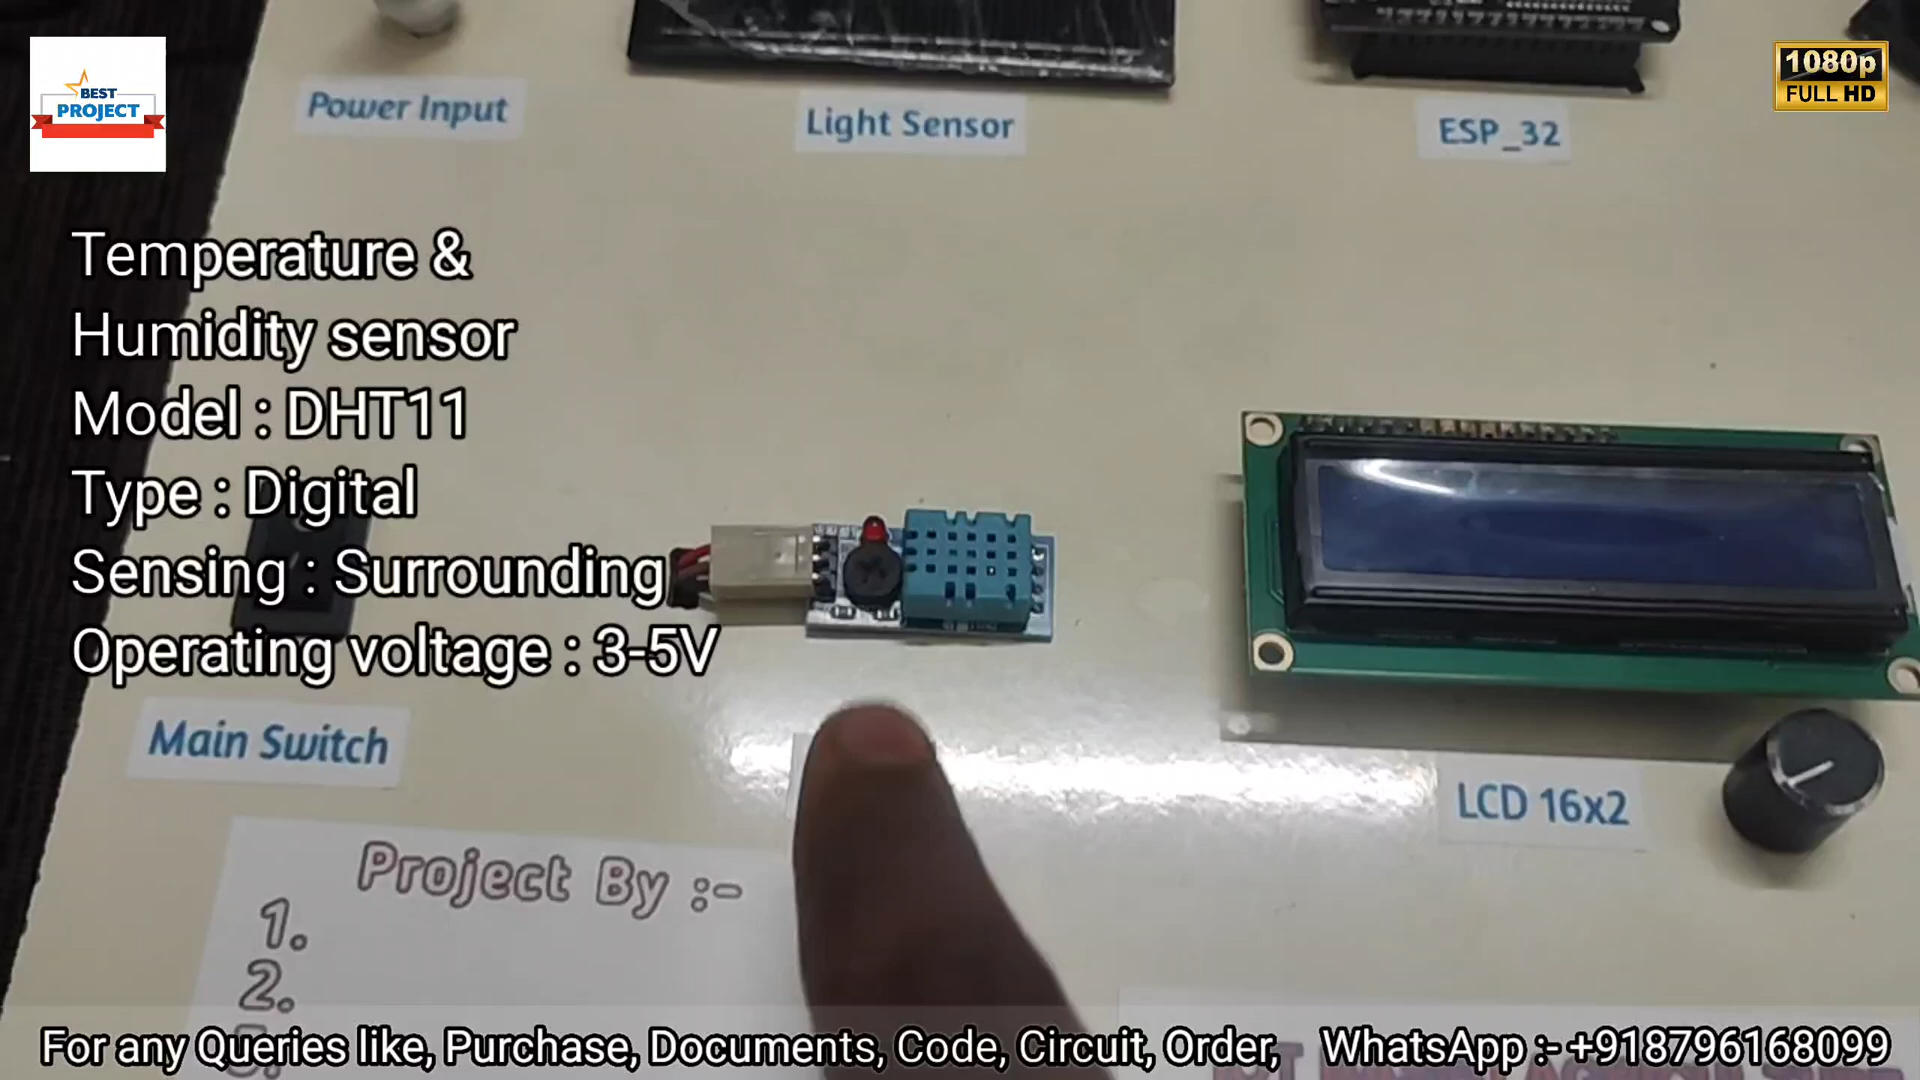 BEST
PROJECT
1080p
FULL HD
Power Input
Light Sensor
ESP_32
Temperature &
Humidity sensor
Model : DHT11
Type : Digital
Sensing : Surrounding
Operating voltage : 3-5V
Main Switch
LCD 16x2
Project By :-
1.
2.
For any Queries like, Purchase, Documents, Code, Circuit, Order, WhatsApp :- +918796168099